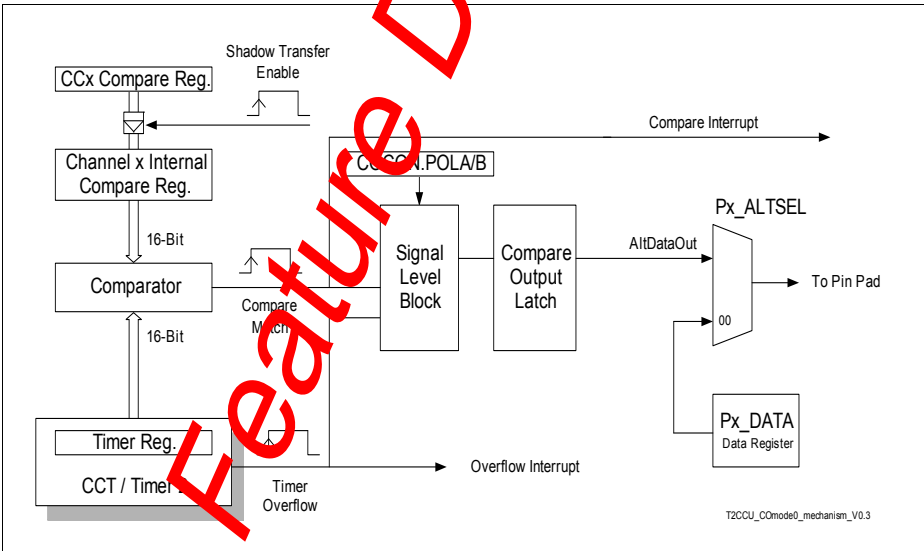 Shadow Transfer
Enable
CCx Compare Reg.
Compare Interrupt
Channel x Internal
Compare Reg.
Px_ALTSEL
16-Bit
Signal
Level
Block
Compare
Output
Latch
AltDataOut
Comparator
To Pin Pad
Compare
Match
16-Bit
00
Timer Reg.
Px_DATA
Data Register
CCT / Timer
Timer
Overflow
Overflow Interrupt
T2CCU_COmode0_mechanism_V0.3
Feature D